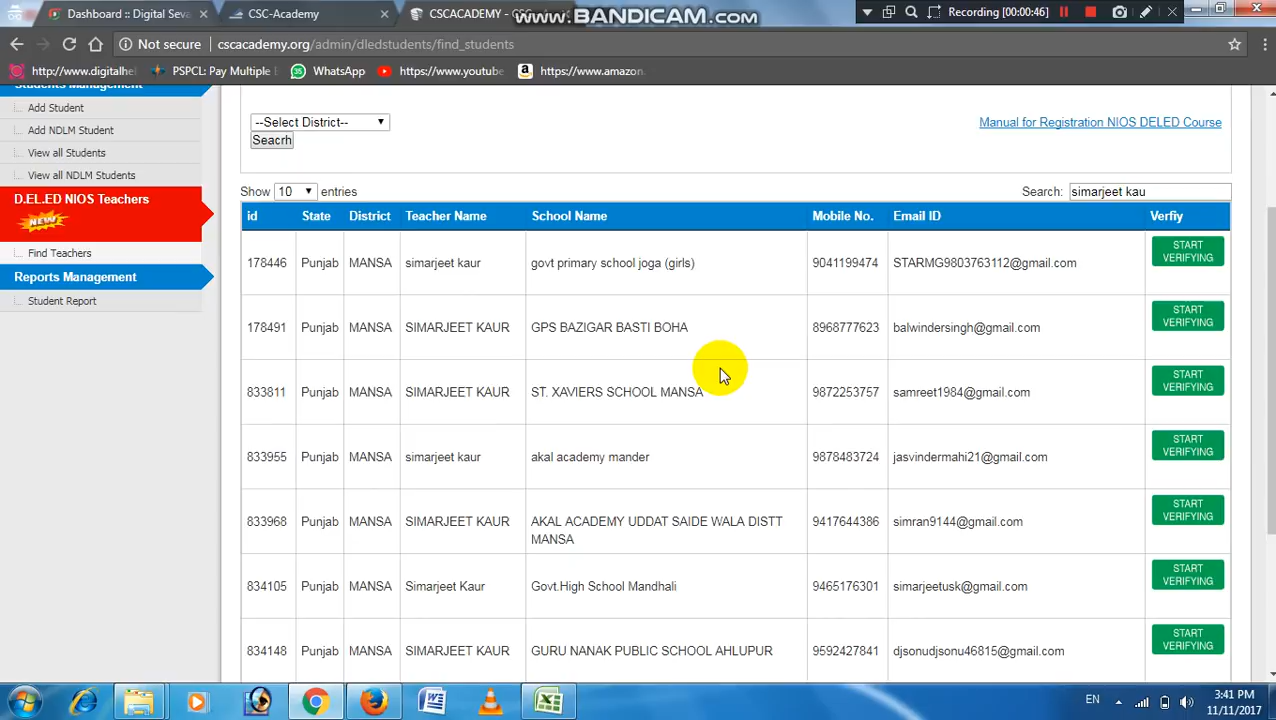 Dashboard :: Digital Seva
CSC-Academy
CSCACADEMY - CSC
www.BANDICAM.com
Recording [00:00:46]
Not secure
cscacademy.org/admin/dledstudents/find_students
http://www.digitalhe
PSPCL: Pay Multiple
35
WhatsApp
https://www.youtube
https://www.amazon.
Students Management
Add Student
Add NDLM Student
View all Students
View all NDLM Students
D.EL.ED NIOS Teachers
NEW
Find Teachers
Reports Management
Student Report
--Select District--
Manual for Registration NIOS DELED Course
Seacrh
Show 10 entries
Search: simarjeet kau
id State District Teacher Name School Name Mobile No. Email ID Verfiy
178446 Punjab MANSA simarjeet kaur govt primary school joga (girls) 9041199474 STARMG9803763112@gmail.com START VERIFYING
178491 Punjab MANSA SIMARJEET KAUR GPS BAZIGAR BASTI BOHA 8968777623 balwindersingh@gmail.com START VERIFYING
833811 Punjab MANSA SIMARJEET KAUR ST. XAVIERS SCHOOL MANSA 9872253757 samreet1984@gmail.com START VERIFYING
833955 Punjab MANSA simarjeet kaur akal academy mander 9878483724 jasvindermahi21@gmail.com START VERIFYING
833968 Punjab MANSA SIMARJEET KAUR AKAL ACADEMY UDDAT SAIDE WALA DISTT MANSA 9417644386 simran9144@gmail.com START VERIFYING
834105 Punjab MANSA Simarjeet Kaur Govt.High School Mandhali 9465176301 simarjeetusk@gmail.com START VERIFYING
834148 Punjab MANSA SIMARJEET KAUR GURU NANAK PUBLIC SCHOOL AHLUPUR 9592427841 djsonudjsonu46815@gmail.com START VERIFYING
EN
3:41 PM
11/11/2017